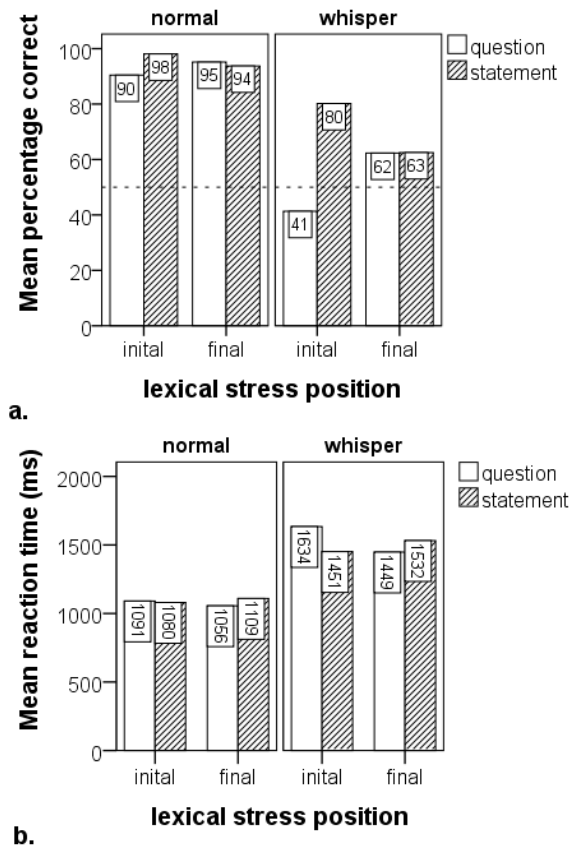 normal whisper
Mean percentage correct
100
80
60
40
20
0
90 98 95 94 41 80 62 63
question
statement
inital final inital final
lexical stress position
a.
normal whisper
Mean reaction time (ms)
2000
1500
1000
500
0
1091 1080 1056 1109 1634 1451 1449 1532
question
statement
inital final inital final
lexical stress position
b.